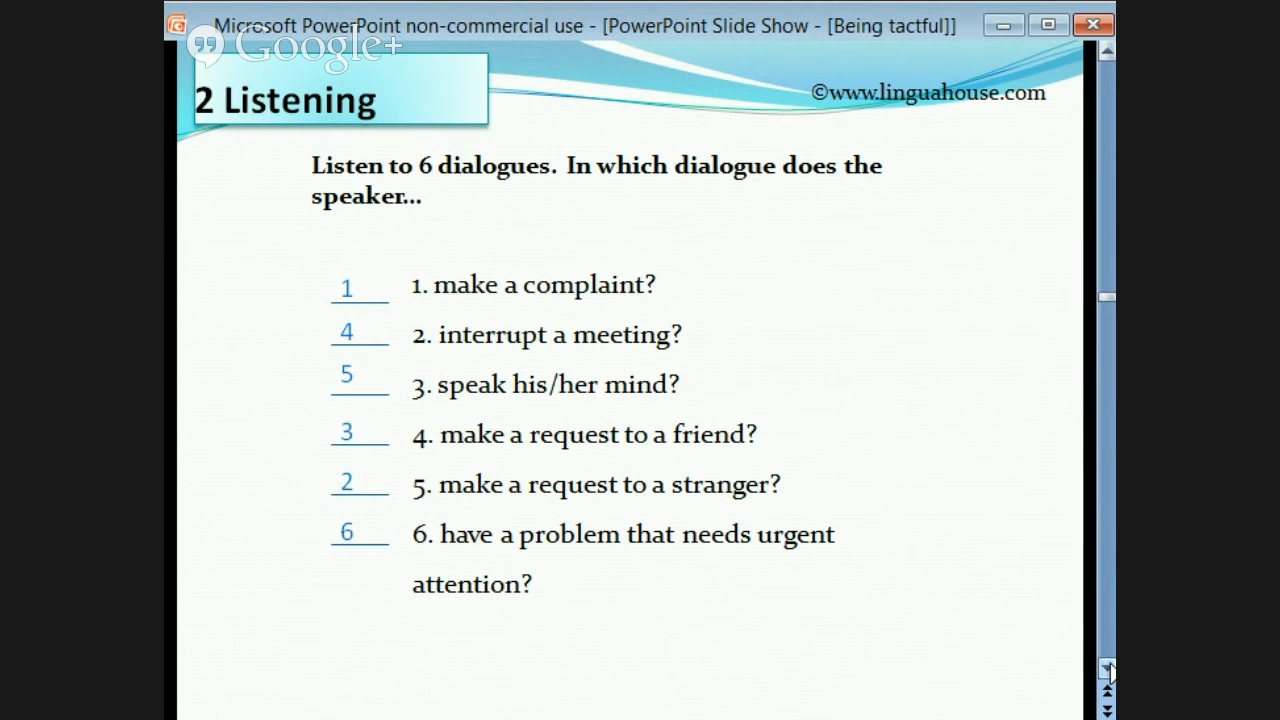 Microsoft PowerPoint non-commercial use - [PowerPoint Slide Show - [Being tactful]]
Google+
2 Listening
©www.linguahouse.com
Listen to 6 dialogues. In which dialogue does the
speaker...
1 1. make a complaint?
4 2. interrupt a meeting?
5 3. speak his/her mind?
3 4. make a request to a friend?
2 5. make a request to a stranger?
6 6. have a problem that needs urgent
attention?